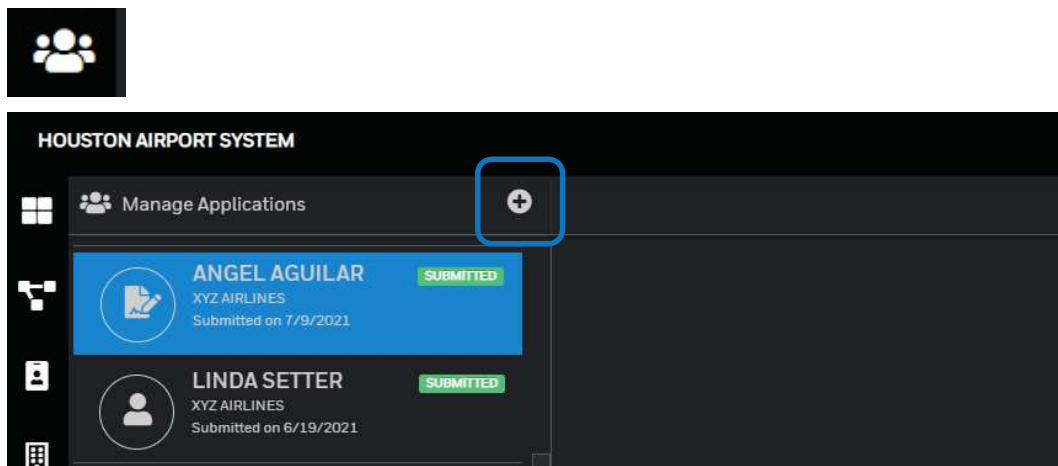 HOUSTON AIRPORT SYSTEM
Manage Applications
ANGEL AGUILAR SUBMITTED
XYZ AIRLINES
Submitted on 7/9/2021
LINDA SETTER SUBMITTED
XYZ AIRLINES
Submitted on 6/19/2021